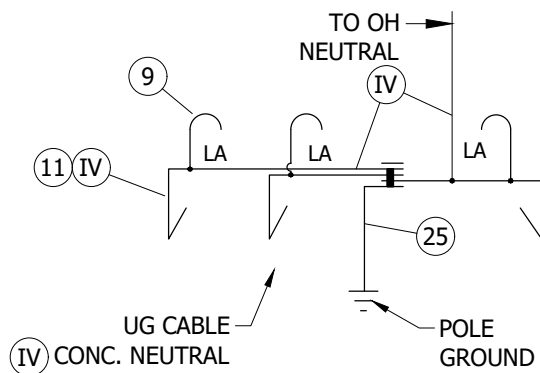 TO OH
NEUTRAL
9
IV
LA
LA
LA
11 IV
25
UG CABLE
IV CONC. NEUTRAL
POLE
GROUND